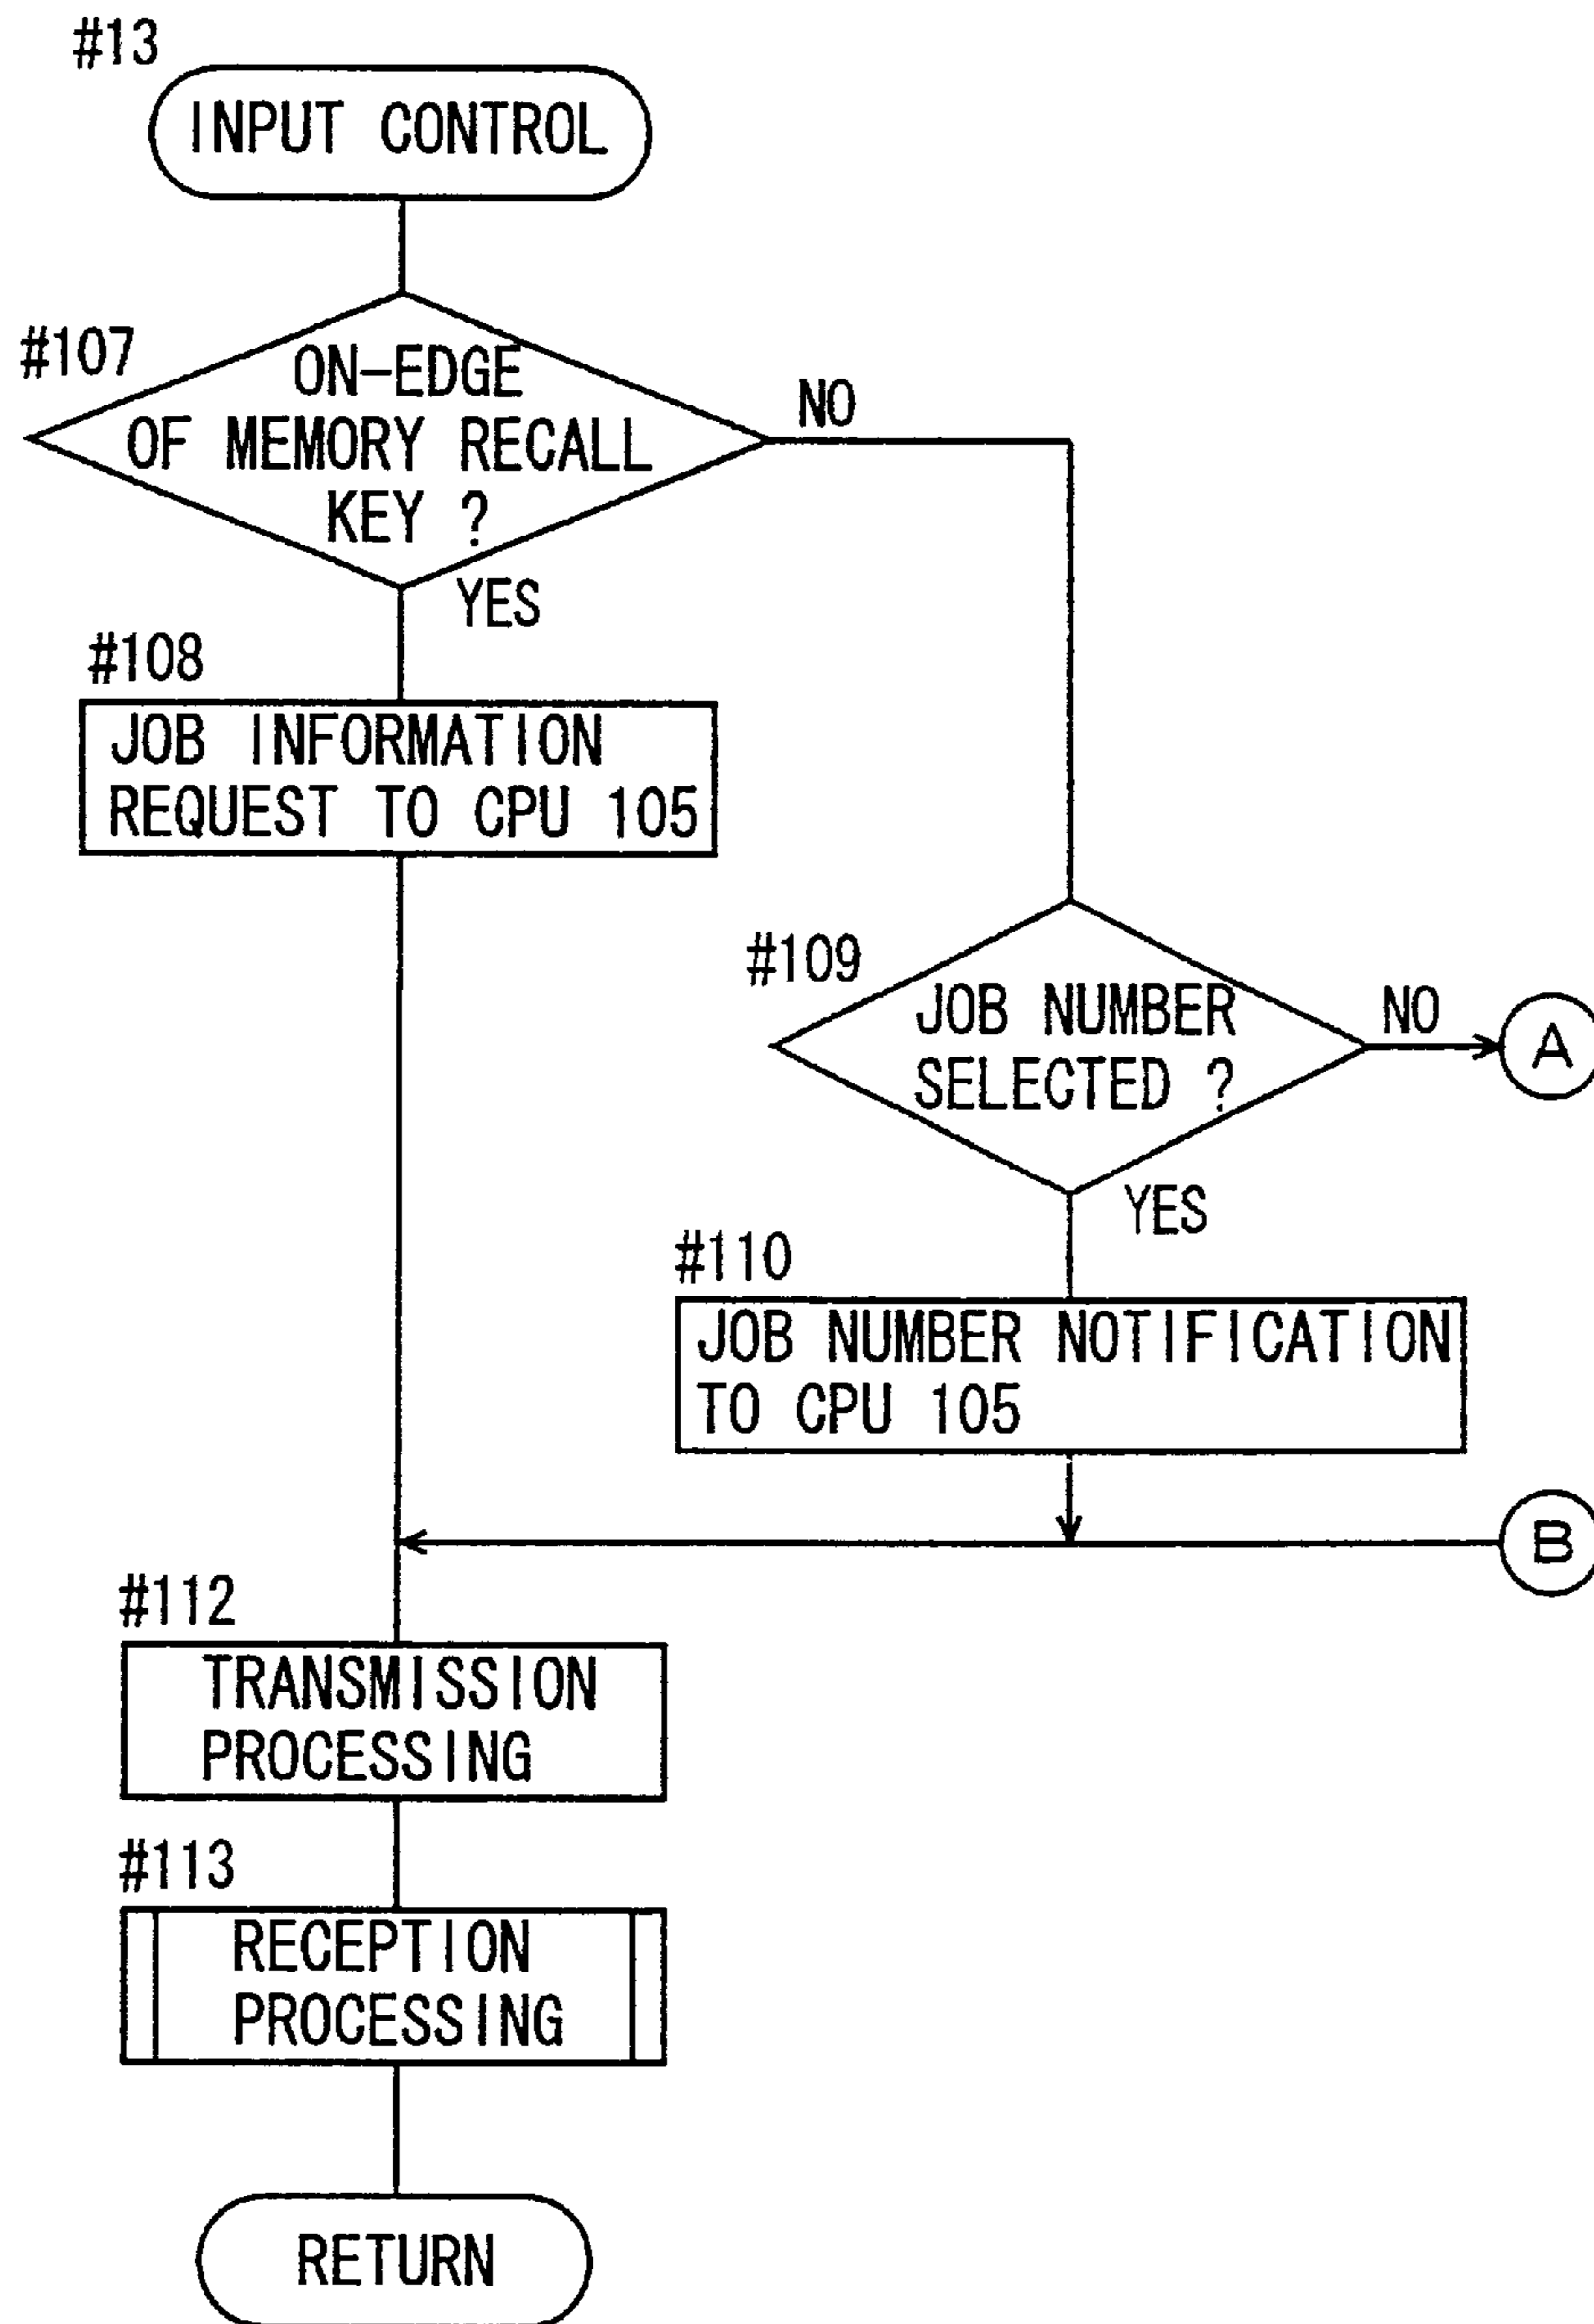 #13
INPUT CONTROL
#107
ON-EDGE
OF MEMORY RECALL
KEY ?
NO
YES
#108
JOB INFORMATION
REQUEST TO CPU 105
#109
JOB NUMBER
SELECTED ?
NO
A
YES
#110
JOB NUMBER NOTIFICATION
TO CPU 105
B
#112
TRANSMISSION
PROCESSING
#113
RECEPTION
PROCESSING
RETURN